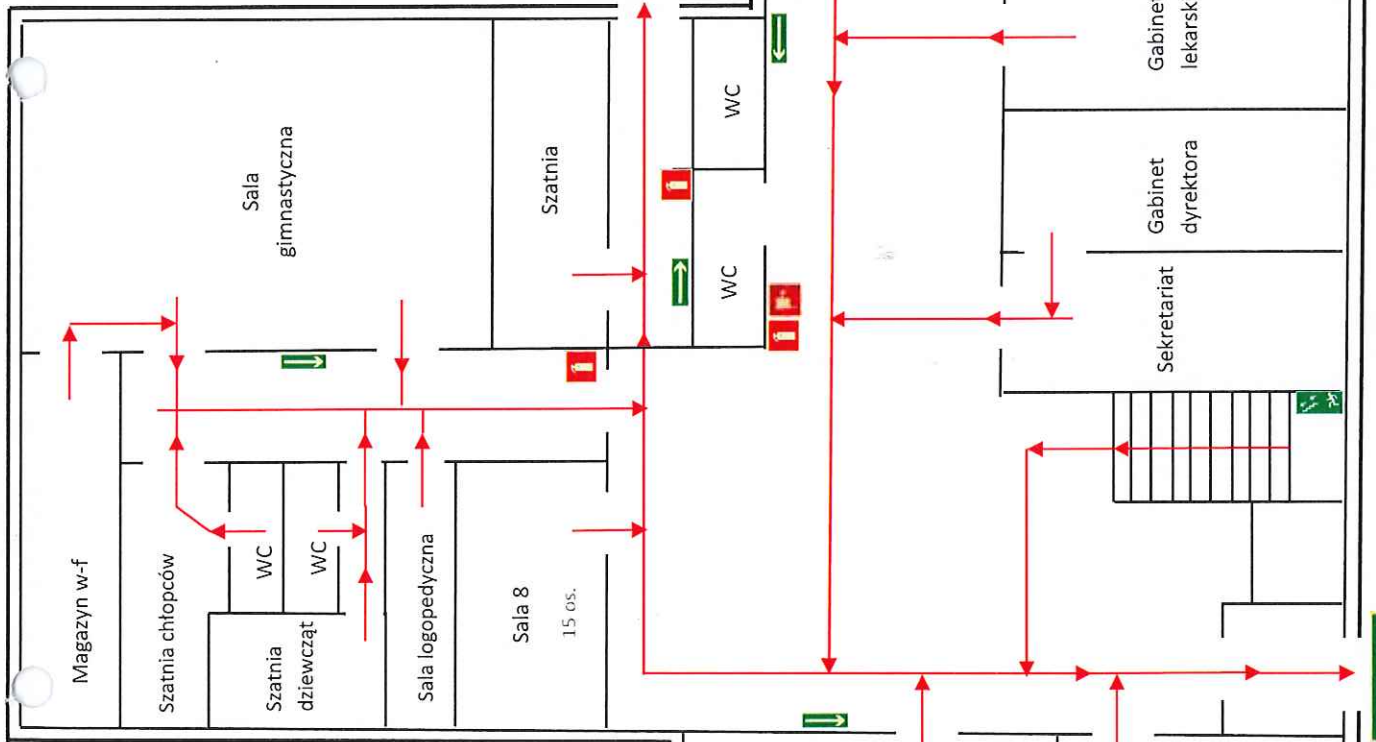 Magazyn w-f
Szatnia chłopców
Szatnia
dziewcząt
WC
WC
Sala
gimnastyczna
Sala logopedyczna
Sala 8
15 os.
Szatnia
WC
WC
Sekretariat
Gabinet
dyrektora
Gabinet
lekarsk